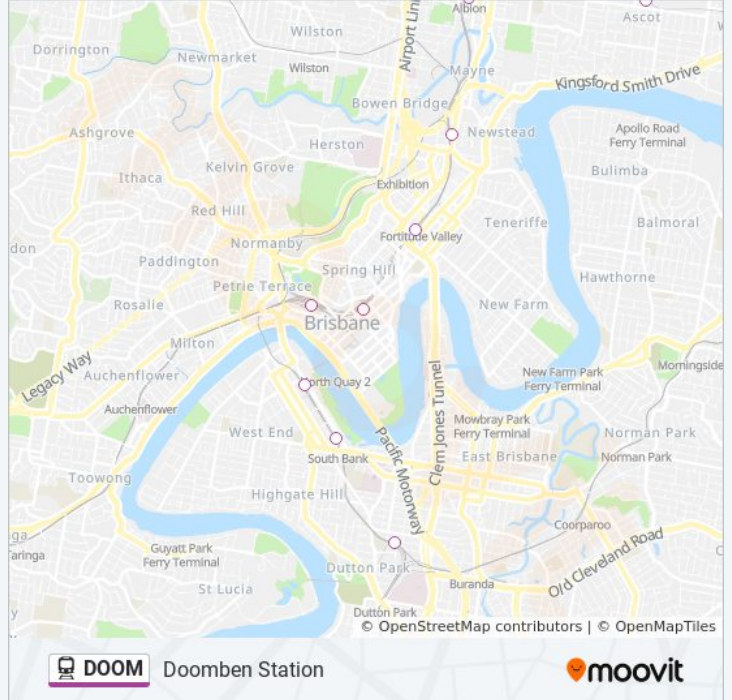 Albion
Ascot
Wilston
Dorrington
Newmarket
Airport Lin
Wilston
Mayne
Kingsford Smith Drive
Bowen Bridge
Ashgrove
Newstead
Apollo Road
Ferry Terminal
Herston
Kelvin Grove
Bulimba
Ithaca
Exhibition
Red Hill
Teneriffe
Balmoral
don
Normanby
Fortitude Valley
Paddington
Spring Hill
Hawthorne
Petrie Terrace
Rosalie
New Farm
Brisbane
Milton
Legacy Way
Auchenflower
North Quay 2
Clem Jones Tunnel
New Farm Park
Ferry Terminal
Morningside
Auchenflower
Mowbray Park
Ferry Terminal
West End
Pacific Motorway
Norman Park
South Bank
East Brisbane
Norman Park
Toowong
Highgate Hill
Coorparoo
ga
Taringa
Guyatt Park
Ferry Terminal
Old Cleveland Road
Dutton Park
St Lucia
Buranda
Dutton Park
© OpenStreetMap contributors | © OpenMapTiles
DOOM Doomben Station
moovit